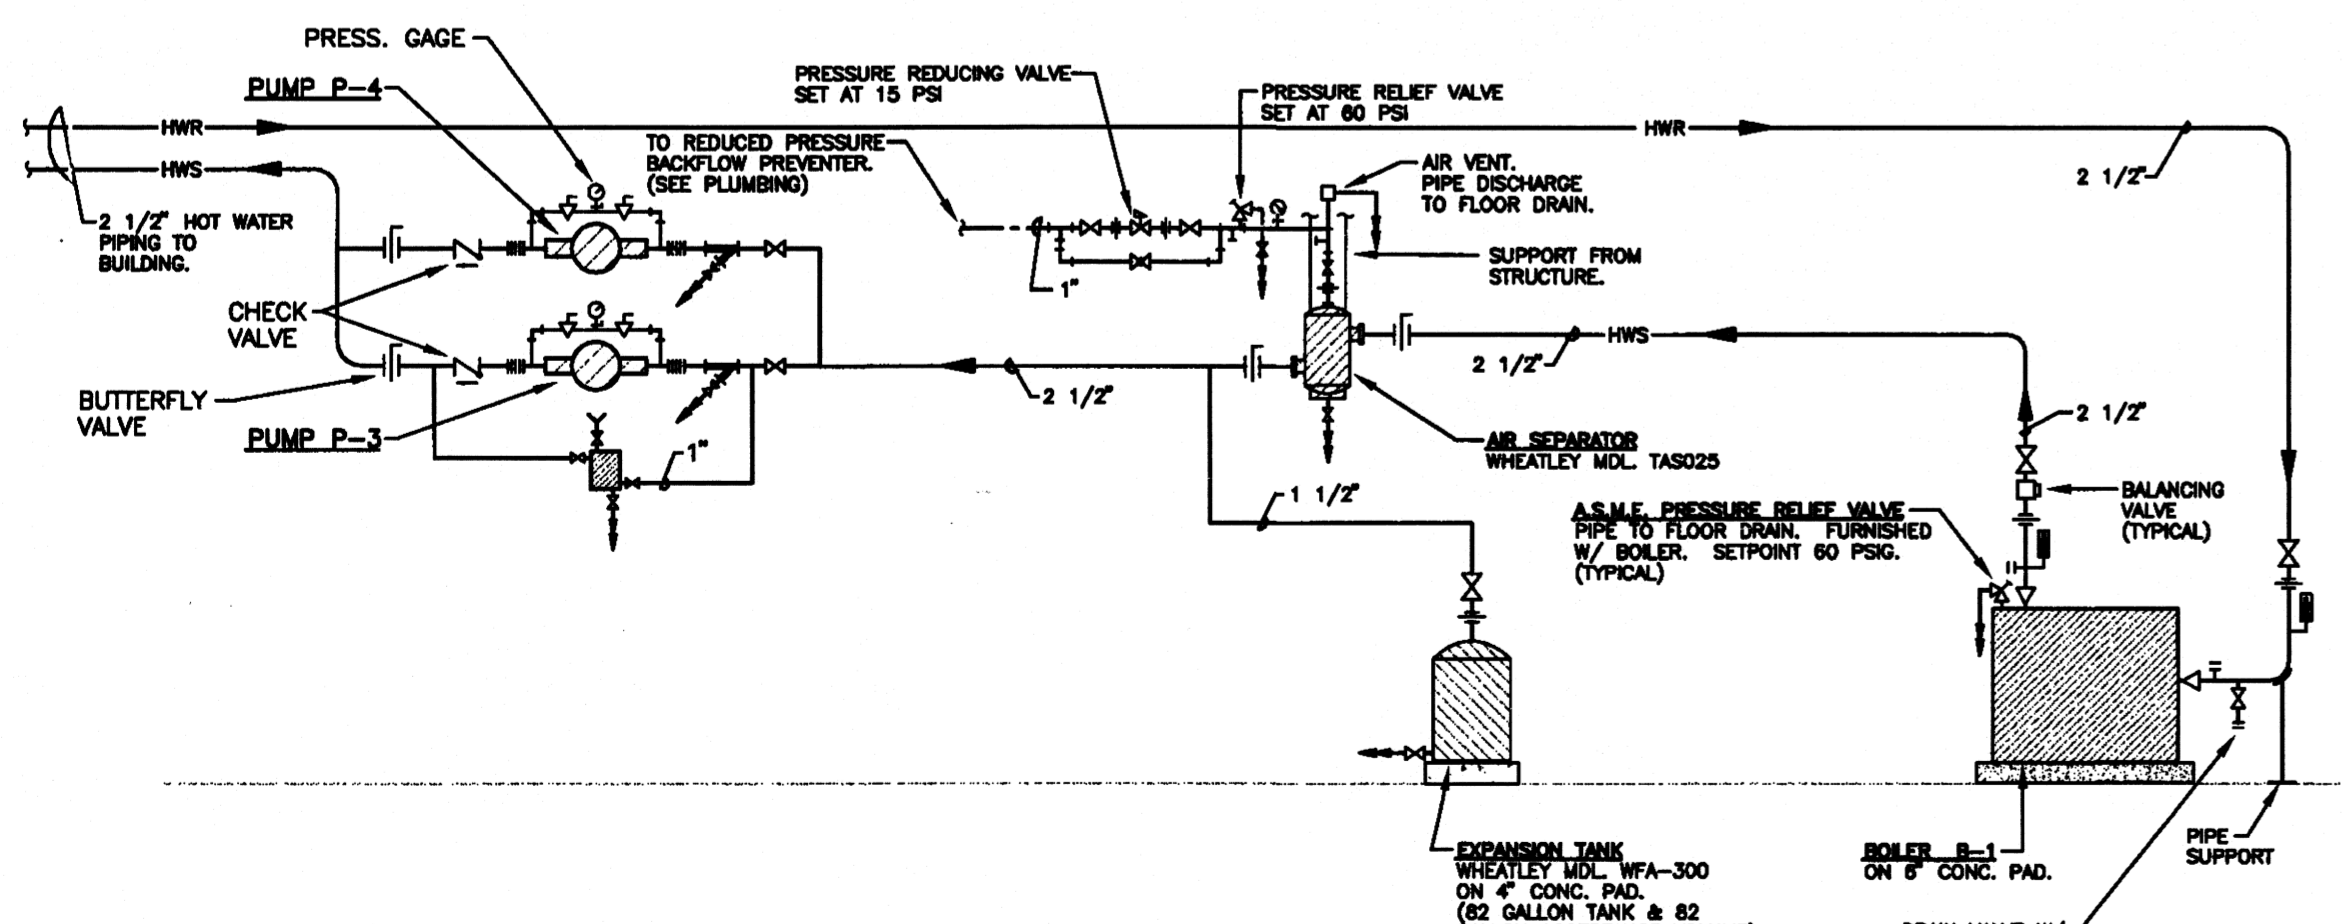 PRESS. GAGE
PUMP P-4
PRESSURE REDUCING VALVE
SET AT 15 PSI
PRESSURE RELIEF VALVE
SET AT 60 PSI
HWR
HWR
TO REDUCED PRESSURE
BACKFLOW PREVENTER.
(SEE PLUMBING)
AIR VENT.
PIPE DISCHARGE
TO FLOOR DRAIN.
2 1/2"
HWS
2 1/2" HOT WATER
PIPING TO
BUILDING.
SUPPORT FROM
STRUCTURE.
1"
CHECK
VALVE
HWS
2 1/2"
BUTTERFLY
VALVE
2 1/2"
2 1/2"
PUMP P-3
1"
AIR SEPARATOR
WHEATLEY MDL. TAS025
1 1/2"
BALANCING
VALVE
(TYPICAL)
A.S.M.E. PRESSURE RELIEF VALVE
PIPE TO FLOOR DRAIN. FURNISHED
W/ BOILER. SETPOINT 60 PSIG.
(TYPICAL)
PIPE
SUPPORT
EXPANSION TANK
WHEATLEY MDL. WFA-300
ON 4" CONC. PAD.
(82 GALLON TANK & 82
BOILER B-1
ON 6" CONC. PAD.